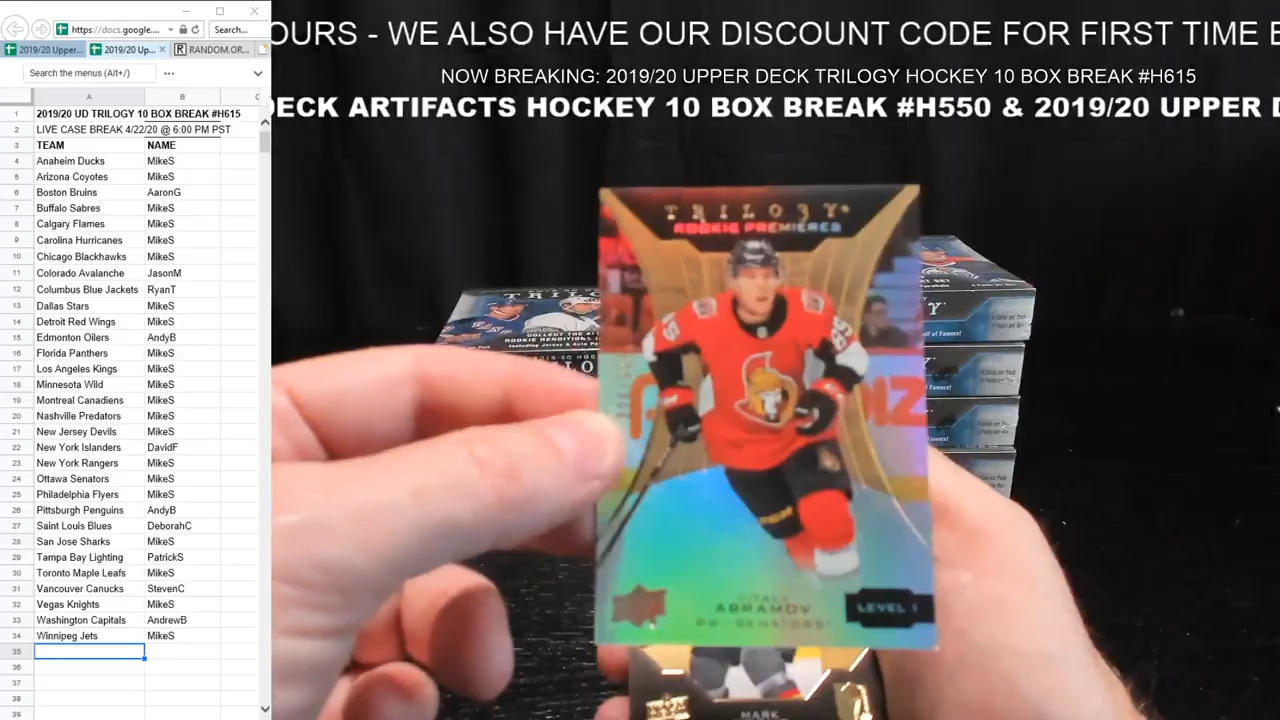 https://docs.google.... Search...
2019/20 Upper... 2019/20 Up... RANDOM.OR...
Search the menus (Alt+/)
A B C
1 2019/20 UD TRILOGY 10 BOX BREAK #H615
2 LIVE CASE BREAK 4/22/20 @ 6:00 PM PST
3 TEAM NAME
4 Anaheim Ducks MikeS
5 Arizona Coyotes MikeS
6 Boston Bruins AaronG
7 Buffalo Sabres MikeS
8 Calgary Flames MikeS
9 Carolina Hurricanes MikeS
10 Chicago Blackhawks MikeS
11 Colorado Avalanche JasonM
12 Columbus Blue Jackets RyanT
13 Dallas Stars MikeS
14 Detroit Red Wings MikeS
15 Edmonton Oilers AndyB
16 Florida Panthers MikeS
17 Los Angeles Kings MikeS
18 Minnesota Wild MikeS
19 Montreal Canadiens MikeS
20 Nashville Predators MikeS
21 New Jersey Devils MikeS
22 New York Islanders DavidF
23 New York Rangers MikeS
24 Ottawa Senators MikeS
25 Philadelphia Flyers MikeS
26 Pittsburgh Penguins AndyB
27 Saint Louis Blues DeborahC
28 San Jose Sharks MikeS
29 Tampa Bay Lighting PatrickS
30 Toronto Maple Leafs MikeS
31 Vancouver Canucks StevenC
32 Vegas Knights MikeS
33 Washington Capitals AndrewB
34 Winnipeg Jets MikeS
35
36
37
38
39
OURS - WE ALSO HAVE OUR DISCOUNT CODE FOR FIRST TIME
NOW BREAKING: 2019/20 UPPER DECK TRILOGY HOCKEY 10 BOX BREAK #H615
DECK ARTIFACTS HOCKEY 10 BOX BREAK #H550 & 2019/20 UPPER
TRILOGY
ROOKIE PREMIERES
VITALY
ABRAMOV
RW • SENATORS
LEVEL 1
MARK